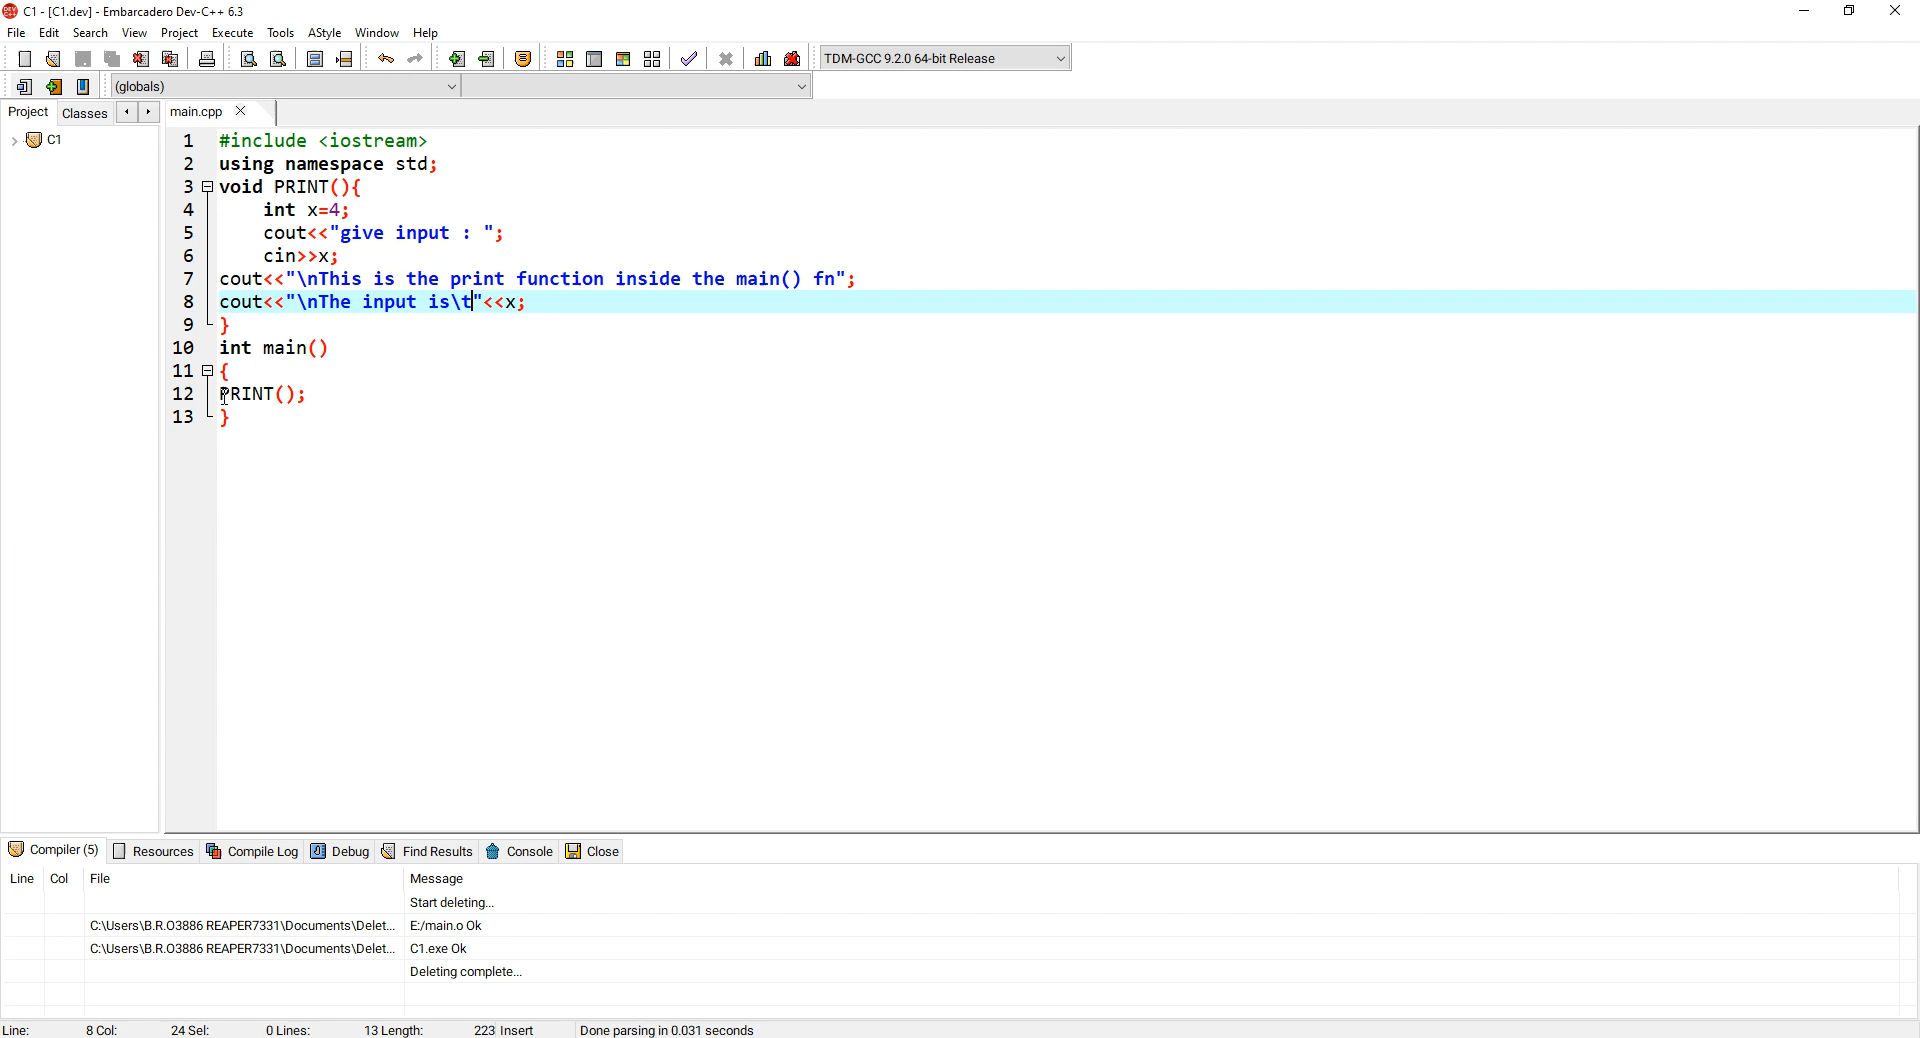 C1 - [C1.dev] - Embarcadero Dev-C++ 6.3
File Edit Search View Project Execute Tools AStyle Window Help
TDM-GCC 9.2.0 64-bit Release
(globals)
Project Classes main.cpp
C1
1 #include <iostream>
2 using namespace std;
3 void PRINT(){
4 int x=4;
5 cout<<"give input : ";
6 cin>>x;
7 cout<<"\nThis is the print function inside the main() fn";
8 cout<<"\nThe input is\t"<<x;
9 }
10 int main()
11 {
12 PRINT();
13 }
Compiler (5) Resources Compile Log Debug Find Results Console Close
Line Col File Message
Start deleting...
C:\Users\B.R.O3886 REAPER7331\Documents\Delet... E:/main.o Ok
C:\Users\B.R.O3886 REAPER7331\Documents\Delet... C1.exe Ok
Deleting complete...
Line: 8 Col: 24 Sel: 0 Lines: 13 Length: 223 Insert Done parsing in 0.031 seconds